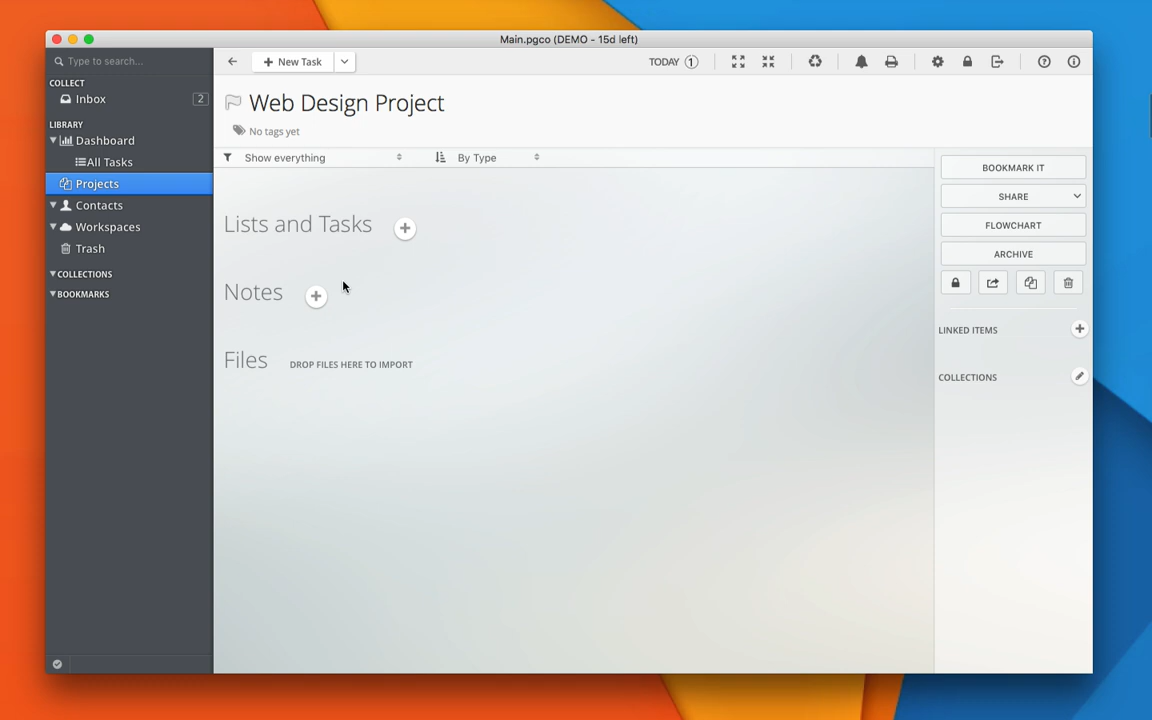 Main.pgco (DEMO - 15d left)
Type to search...
New Task
TODAY 1
COLLECT
Inbox 2
LIBRARY
Dashboard
All Tasks
Projects
Contacts
Workspaces
Trash
COLLECTIONS
BOOKMARKS
Web Design Project
No tags yet
Show everything
By Type
Lists and Tasks
Notes
Files
DROP FILES HERE TO IMPORT
BOOKMARK IT
SHARE
FLOWCHART
ARCHIVE
LINKED ITEMS
COLLECTIONS